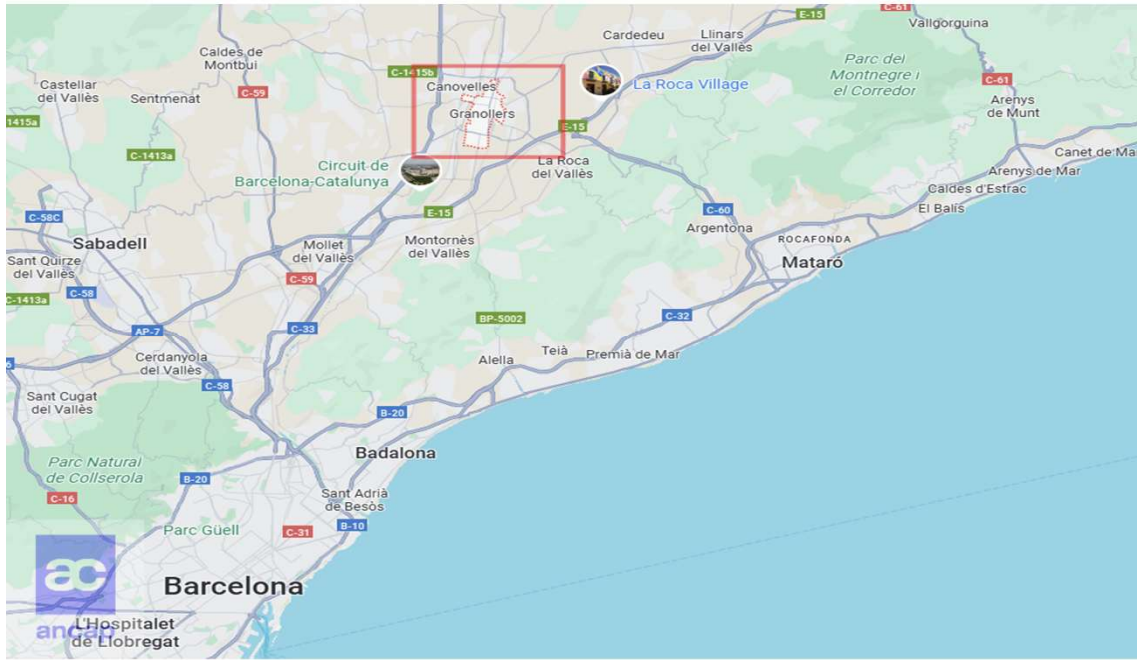 C-61
E-15
Vallgorguina
Cardedeu
Llinars
del Vallès
Caldes de
Montbui
Parc del
Montnegre i
el Corredor
C-1415b
C-61
Castellar
del Vallès
Sentmenat
C-59
Canovelles
La Roca Village
Granollers
Arenys
de Munt
1415a
E-15
C-1413a
Circuit de
Barcelona-Catalunya
La Roca
del Vallès
Canet de Ma
Arenys de Mar
Caldes d'Estrac
El Balís
C-58C
E-15
C-60
Argentona
Sabadell
Mollet
del Vallès
Montornès
del Vallès
ROCAFONDA
Mataró
Sant Quirze
del Vallès
C-59
C-58
C-1413a
BP-5002
C-32
AP-7
C-33
Cerdanyola
del Vallès
6
Alella
Teià
Premià de Mar
C-58
Sant Cugat
del Vallès
B-20
Badalona
Parc Natural
de Collserola
B-20
C-16
Sant Adrià
de Besòs
B-10
Parc Güell
C-31
ac
ancap
Barcelona
L'Hospitalet
de Llobregat